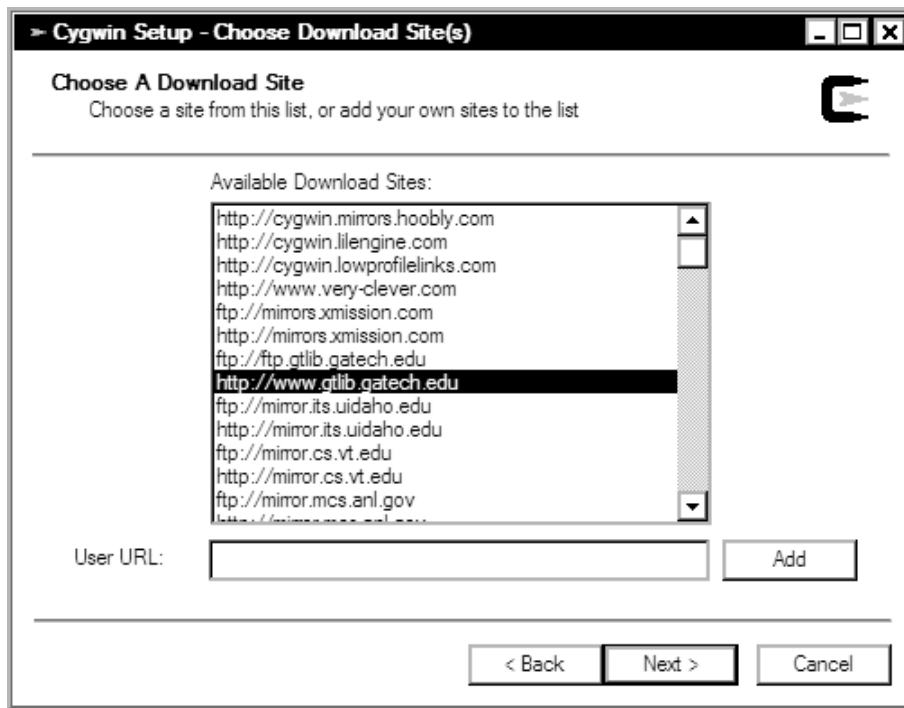 Cygwin Setup - Choose Download Site(s)
Choose A Download Site
Choose a site from this list, or add your own sites to the list
Available Download Sites:
http://cygwin.mirrors.hoobly.com
http://cygwin.lilengine.com
http://cygwin.lowprofilelinks.com
http://www.very-clever.com
ftp://mirrors.xmission.com
http://mirrors.xmission.com
ftp://ftp.gtlib.gatech.edu
http://www.gtlib.gatech.edu
ftp://mirror.its.uidaho.edu
http://mirror.its.uidaho.edu
ftp://mirror.cs.vt.edu
http://mirror.cs.vt.edu
ftp://mirror.mcs.anl.gov
User URL:
Add
< Back
Next >
Cancel